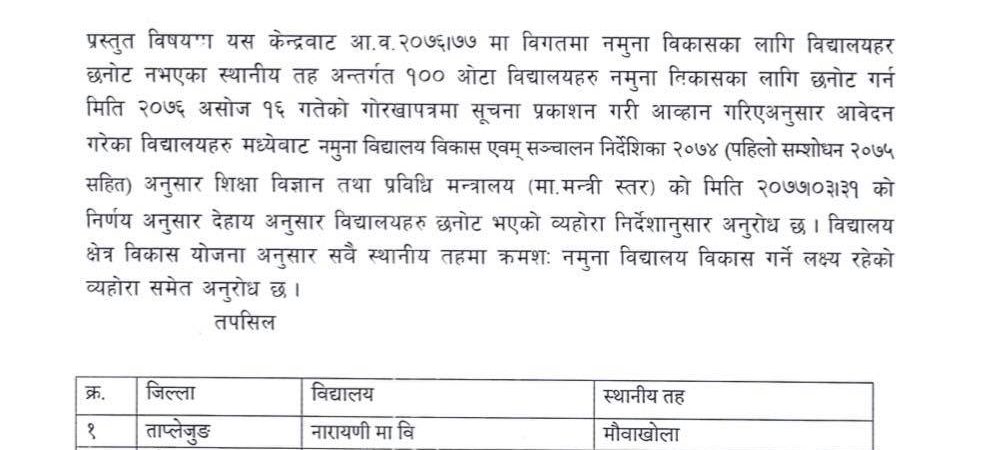 प्रस्तुत विषयमा यस केन्द्रवाट आ.व.२०७६।७७ मा विगतमा नमुना विकासका लागि विद्यालयहर
छनोट नभएका स्थानीय तह अन्तर्गत १०० ओटा विद्यालयहरु नमुना विकासका लागि छनोट गर्न
मिति २०७६ असोज १६ गतेको गोरखापत्रमा सूचना प्रकाशन गरी आव्हान गरिएअनुसार आवेदन
गरेका विद्यालयहरु मध्येबाट नमुना विद्यालय विकास एवम् सञ्चालन निर्देशिका २०७४ (पहिलो सम्शोधन २०७५
सहित) अनुसार शिक्षा विज्ञान तथा प्रविधि मन्त्रालय (मा.मन्त्री स्तर) को मिति २०७७।०३।३१ को
निर्णय अनुसार देहाय अनुसार विद्यालयहरु छनोट भएको व्यहोरा निर्देशानुसार अनुरोध छ । विद्यालय
क्षेत्र विकास योजना अनुसार सवै स्थानीय तहमा क्रमशः नमुना विद्यालय विकास गर्ने लक्ष्य रहेको
व्यहोरा समेत अनुरोध छ ।
तपसिल
क्र. जिल्ला विद्यालय स्थानीय तह
१ ताप्लेजुङ नारायणी मा वि मौवाखोला